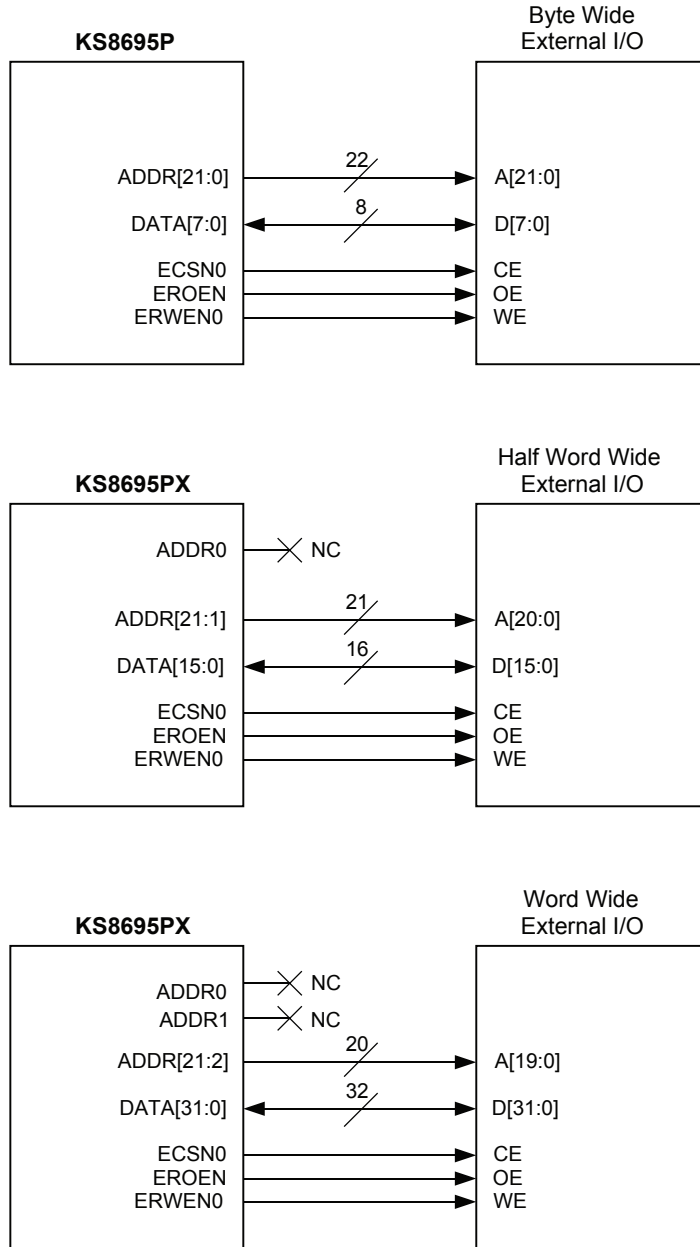 KS8695P
Byte Wide
External I/O
ADDR[21:0]
22
A[21:0]
DATA[7:0]
8
D[7:0]
ECSN0
CE
EROEN
OE
ERWEN0
WE
KS8695PX
Half Word Wide
External I/O
ADDR0
NC
ADDR[21:1]
21
A[20:0]
DATA[15:0]
16
D[15:0]
ECSN0
CE
EROEN
OE
ERWEN0
WE
KS8695PX
Word Wide
External I/O
ADDR0
NC
ADDR1
NC
ADDR[21:2]
20
A[19:0]
DATA[31:0]
32
D[31:0]
ECSN0
CE
EROEN
OE
ERWEN0
WE